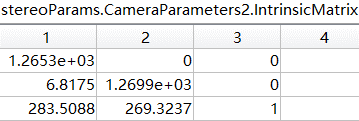 stereoParams.CameraParameters2.IntrinsicMatrix
1 2 3 4
1.2653e+03 0 0
6.8175 1.2699e+03 0
283.5088 269.3237 1